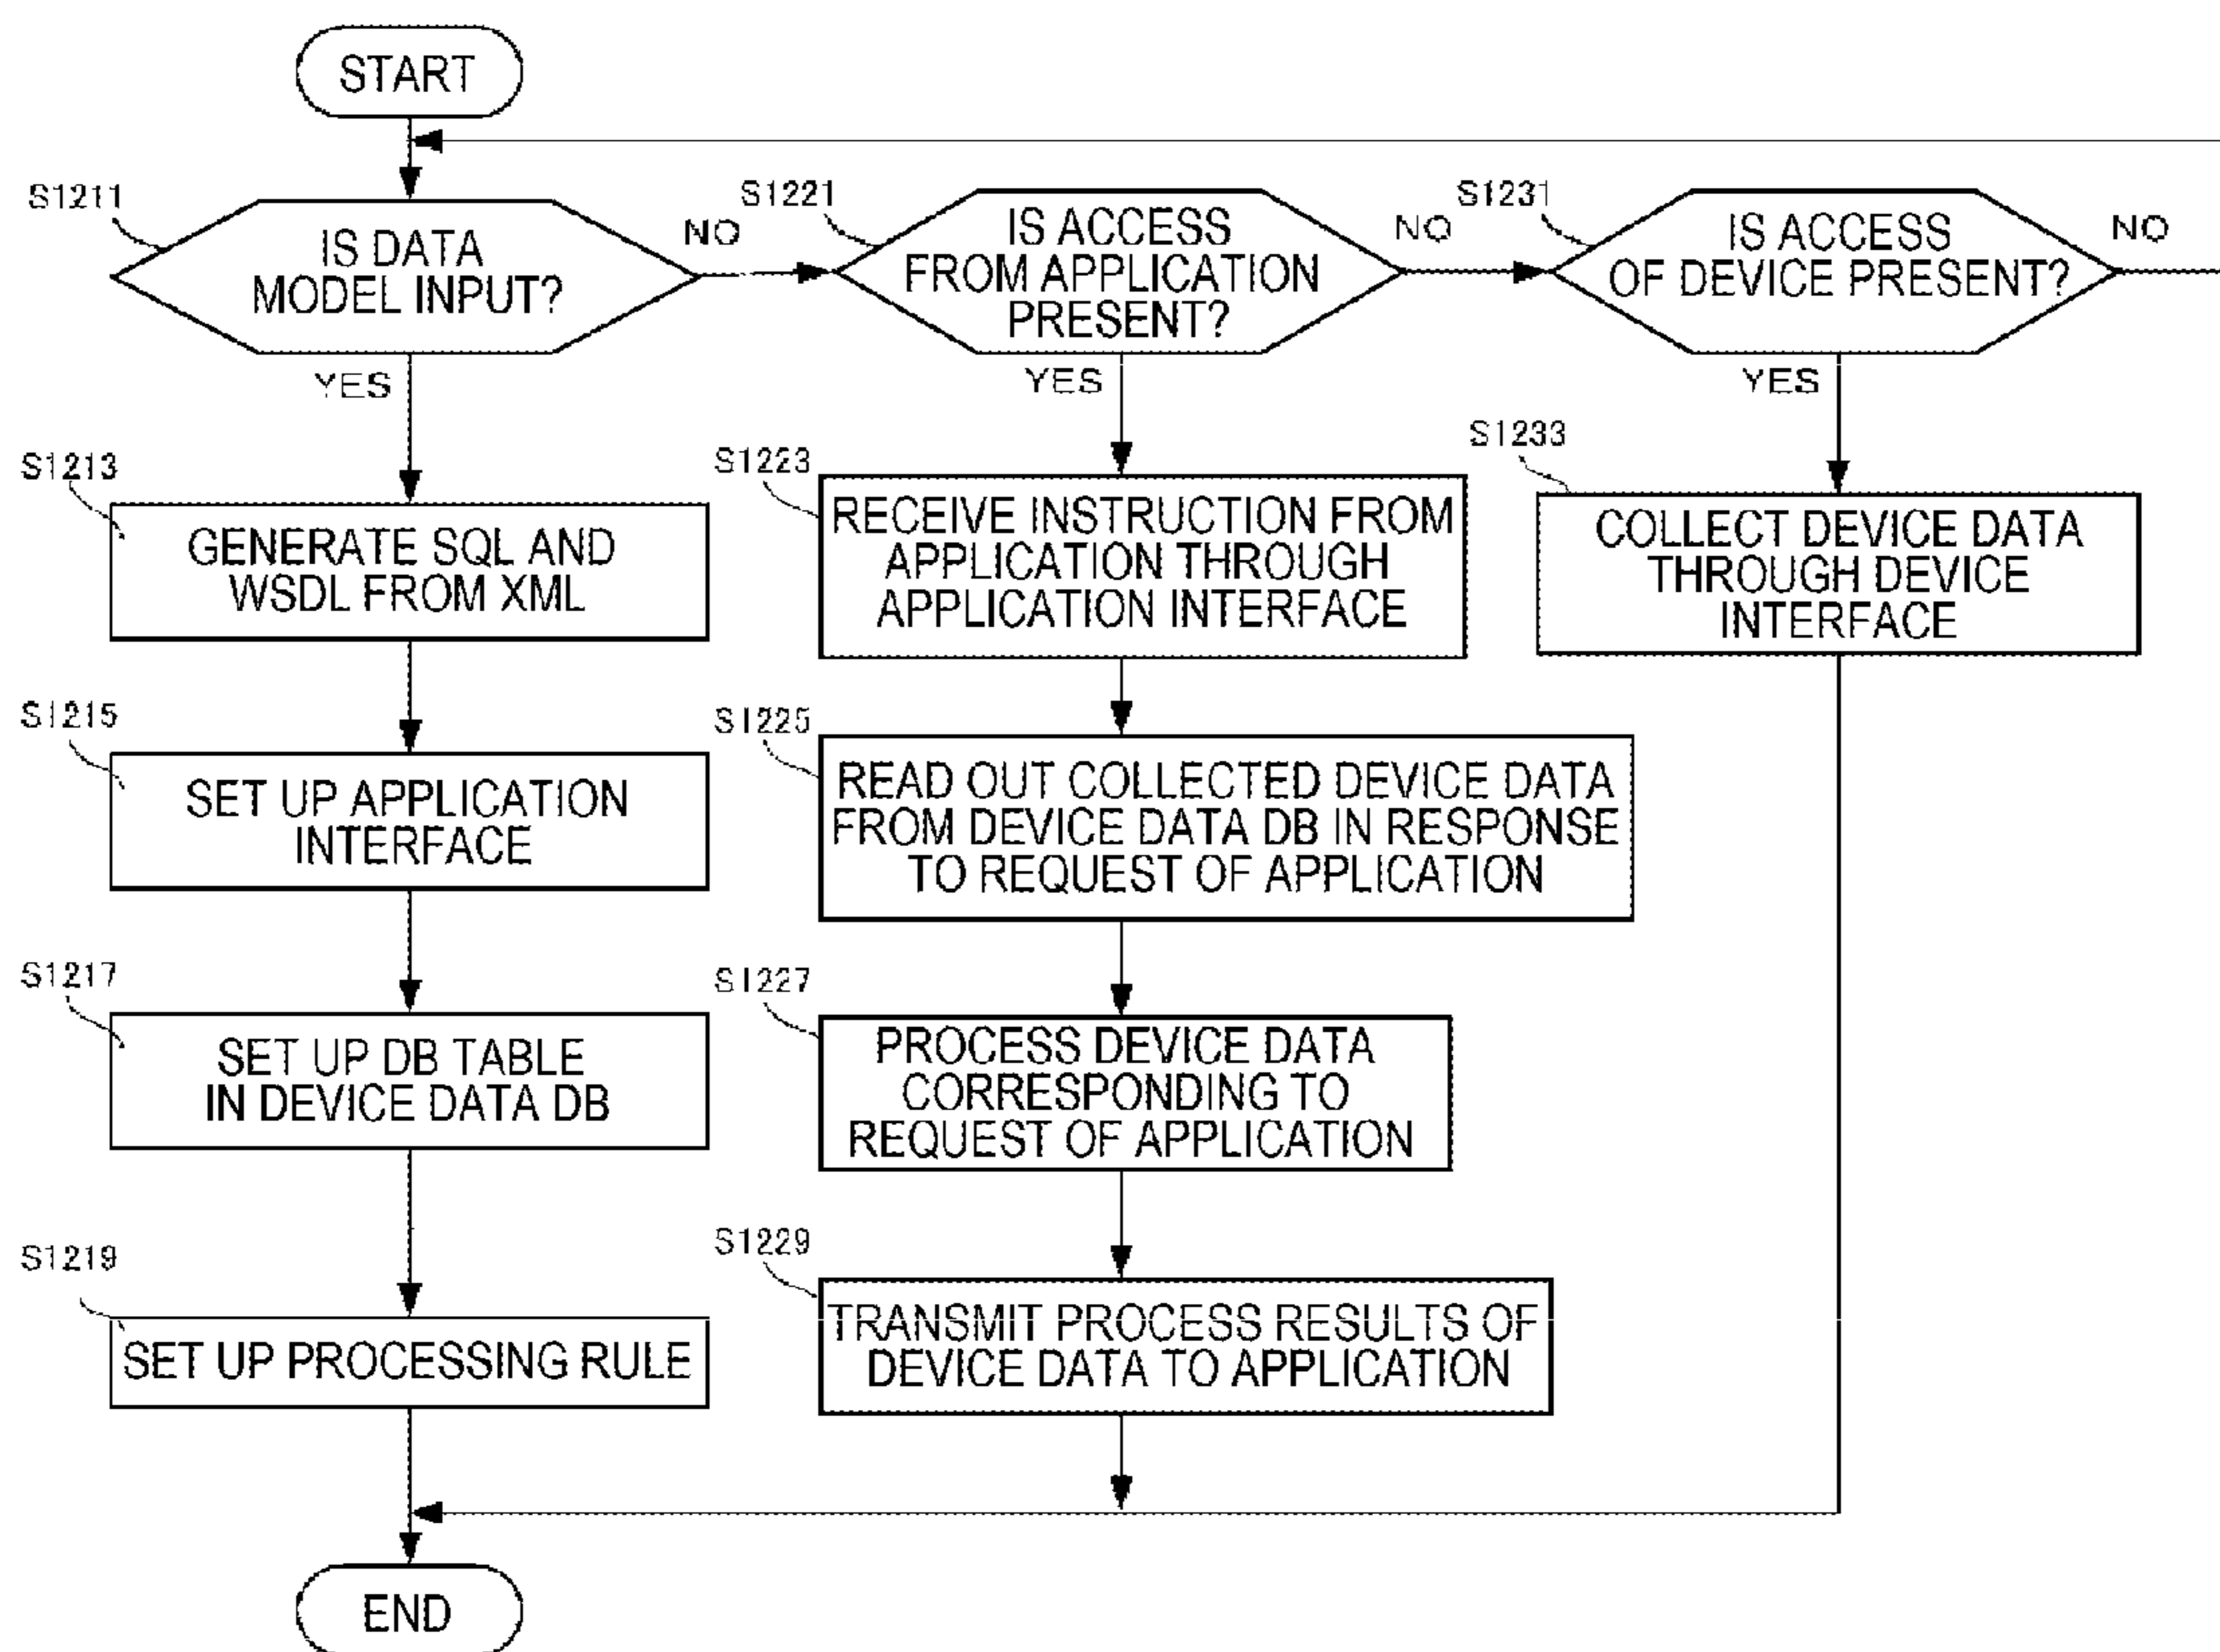 START
S1211
IS DATA
MODEL INPUT?
NO
YES
S1221
IS ACCESS
FROM APPLICATION
PRESENT?
NO
YES
S1231
IS ACCESS
OF DEVICE PRESENT?
NO
YES
S1213
GENERATE SQL AND
WSDL FROM XML
S1215
SET UP APPLICATION
INTERFACE
S1217
SET UP DB TABLE
IN DEVICE DATA DB
S1219
SET UP PROCESSING RULE
S1223
RECEIVE INSTRUCTION FROM
APPLICATION THROUGH
APPLICATION INTERFACE
S1225
READ OUT COLLECTED DEVICE DATA
FROM DEVICE DATA DB IN RESPONSE
TO REQUEST OF APPLICATION
S1227
PROCESS DEVICE DATA
CORRESPONDING TO
REQUEST OF APPLICATION
S1229
TRANSMIT PROCESS RESULTS OF
DEVICE DATA TO APPLICATION
S1233
COLLECT DEVICE DATA
THROUGH DEVICE
INTERFACE
END